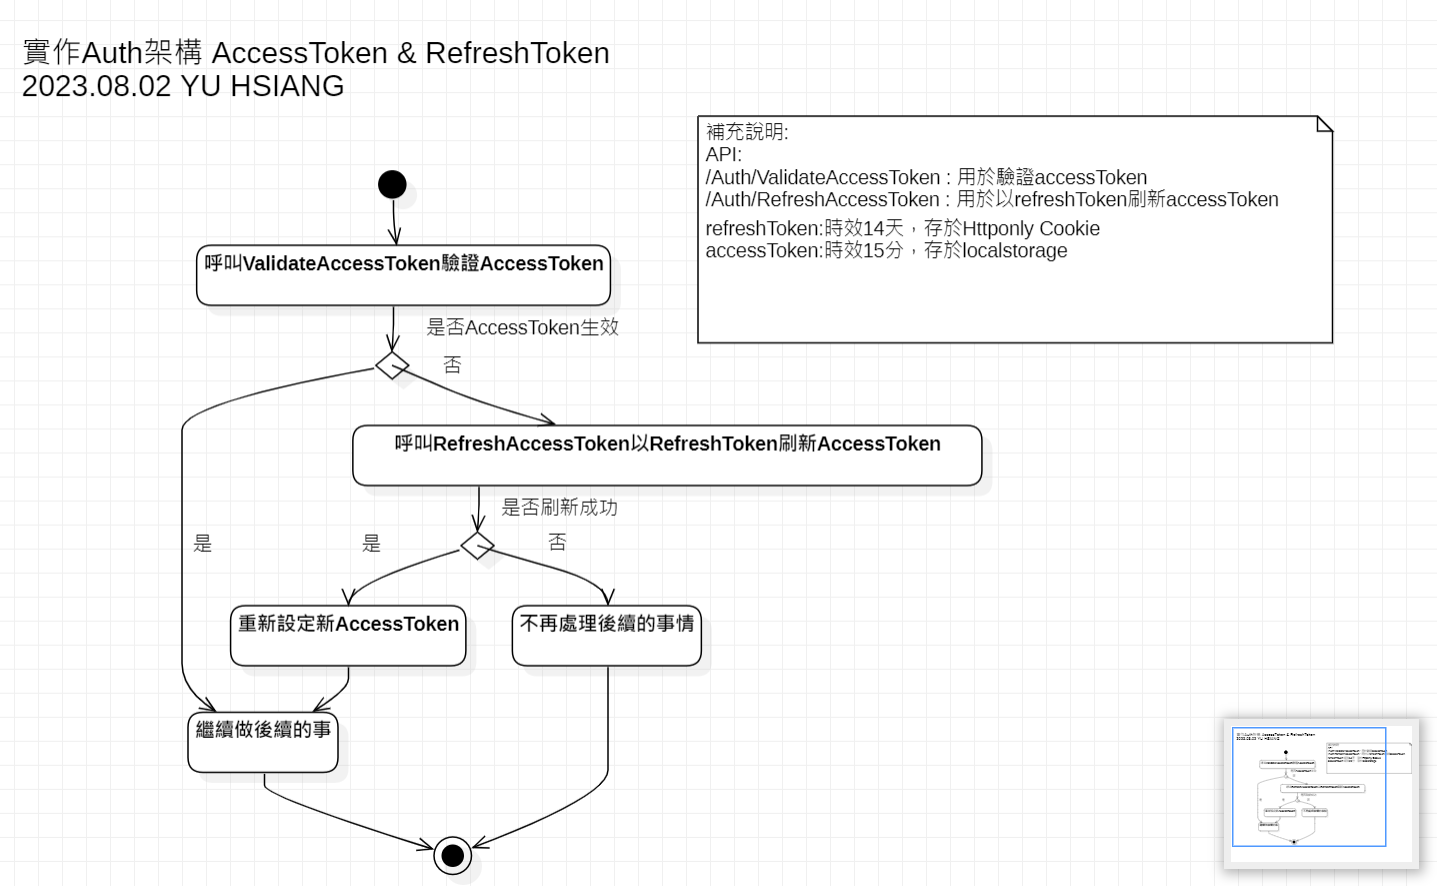 實作Auth架構 AccessToken & RefreshToken
2023.08.02 YU HSIANG
補充說明:
API:
/Auth/ValidateAccessToken : 用於驗證accessToken
/Auth/RefreshAccessToken : 用於以refreshToken刷新accessToken
refreshToken:時效14天，存於Httponly Cookie
accessToken:時效15分，存於localstorage
呼叫ValidateAccessToken驗證AccessToken
是否AccessToken生效
否
呼叫RefreshAccessToken以RefreshToken刷新AccessToken
是否刷新成功
是
是
否
重新設定新AccessToken
不再處理後續的事情
繼續做後續的事